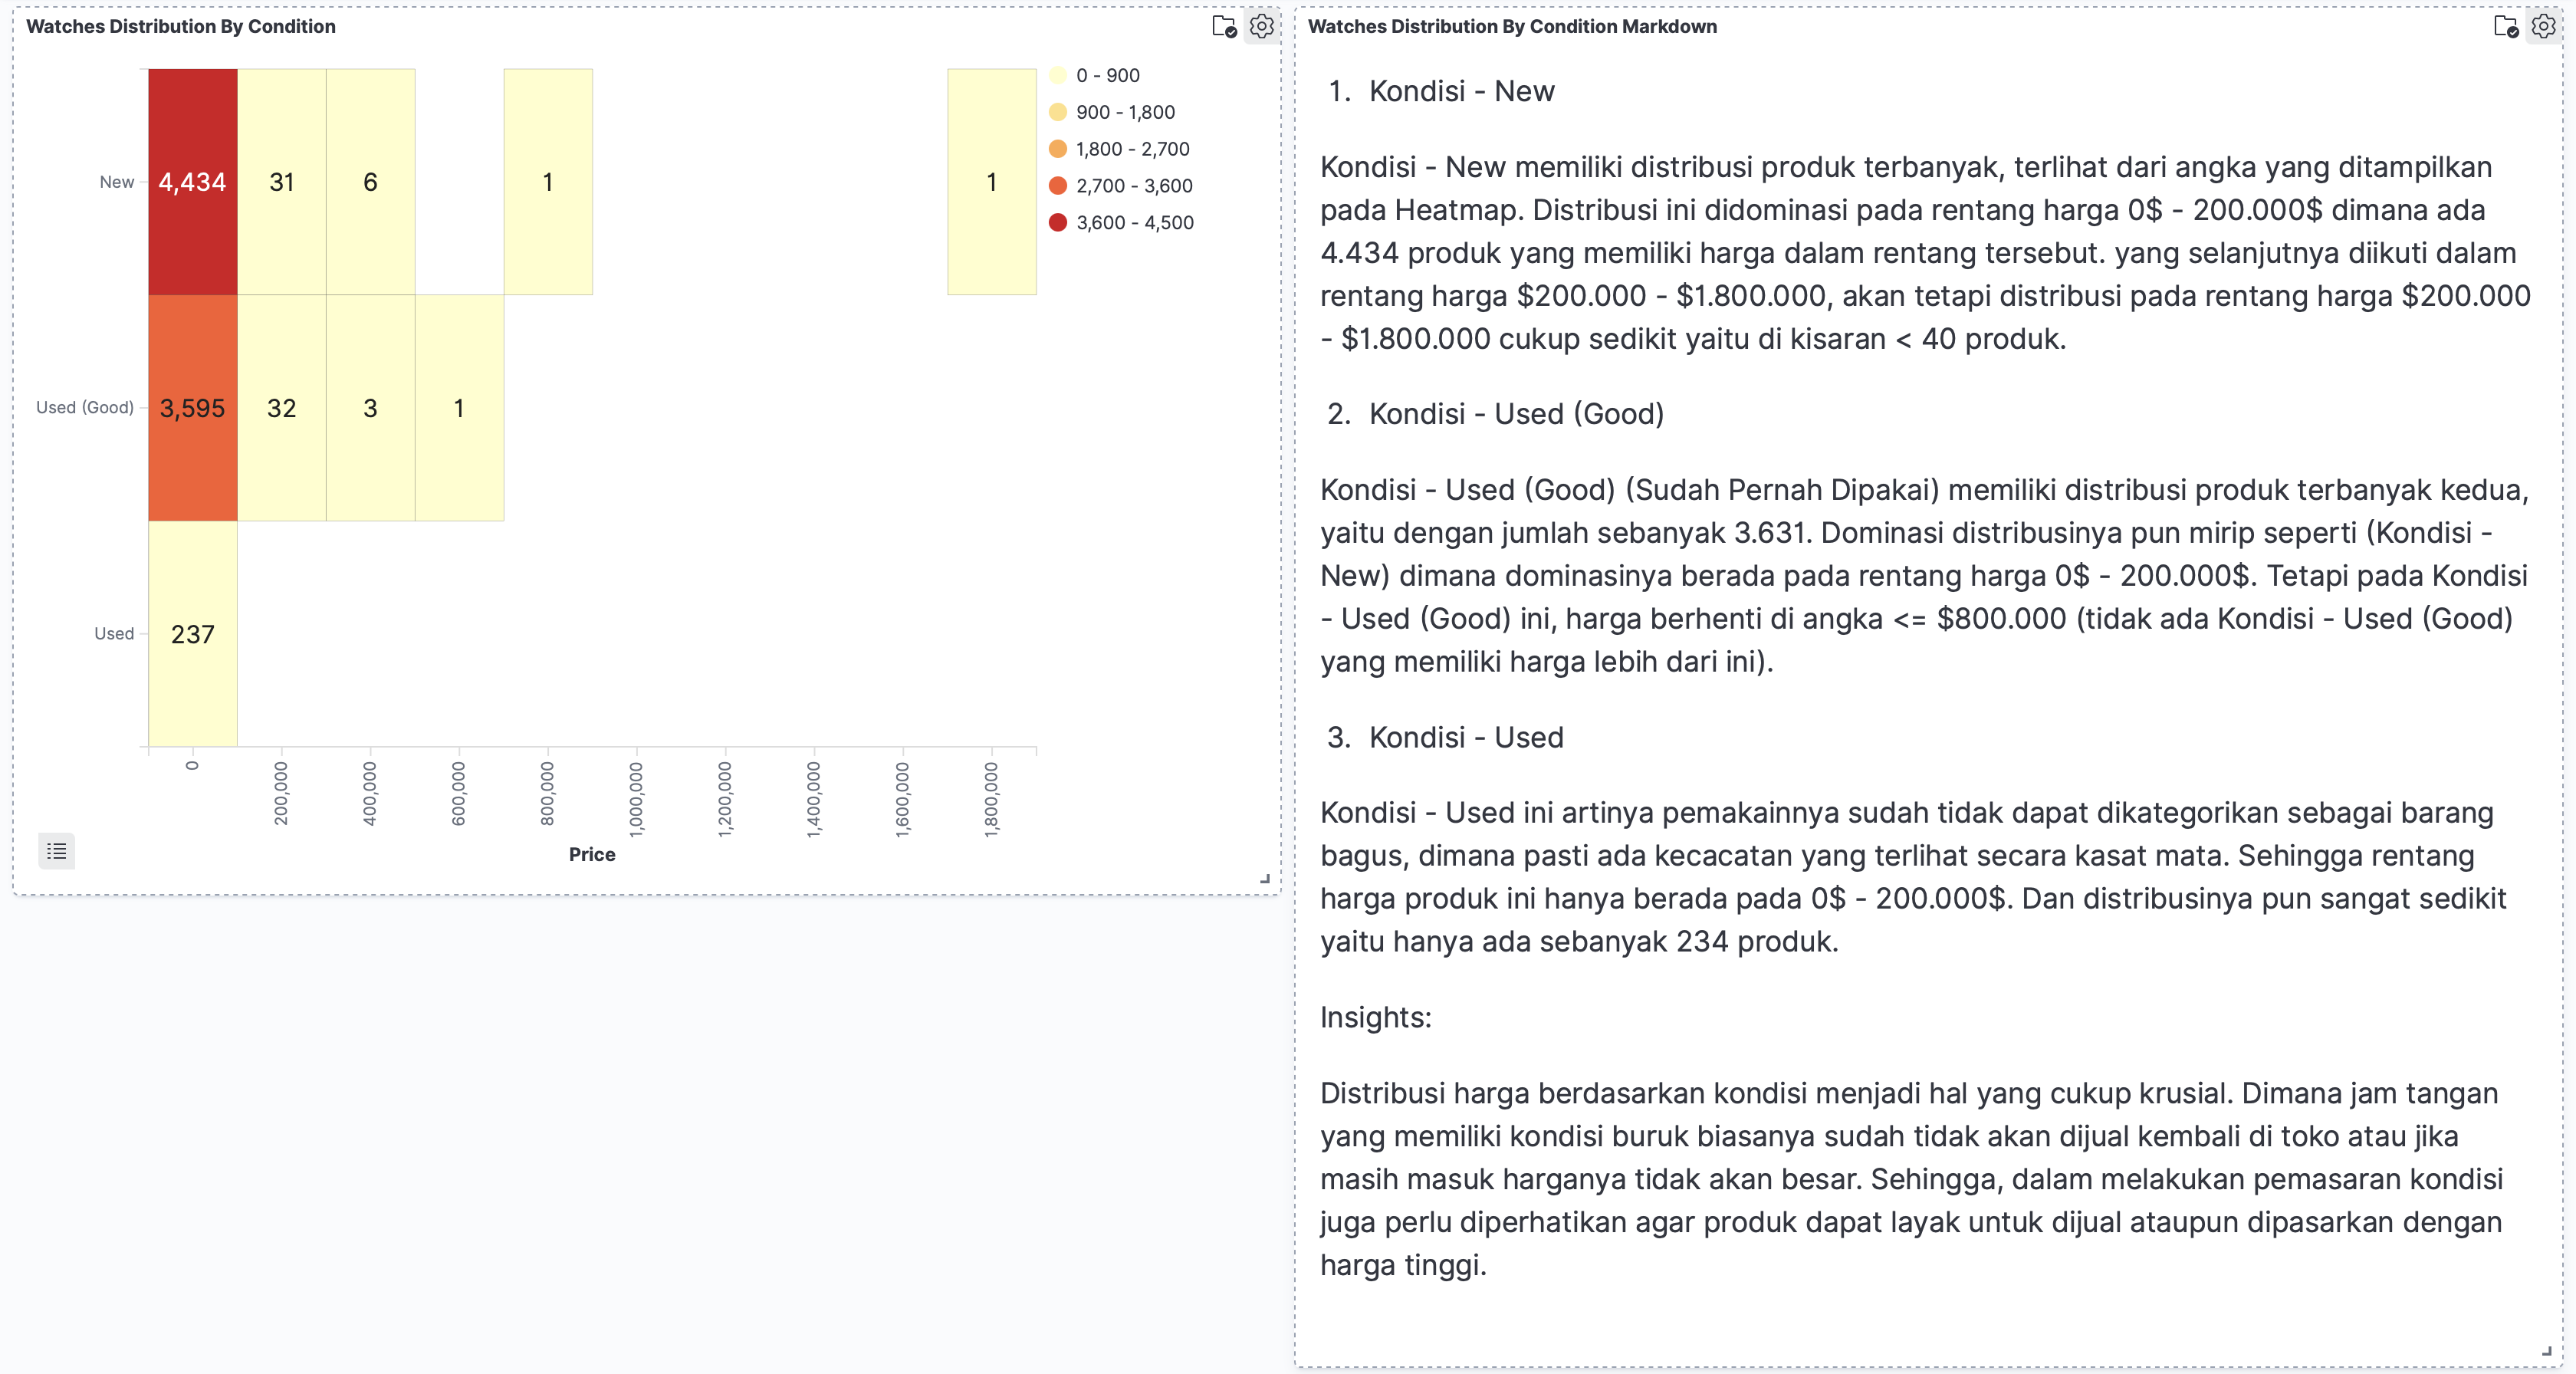 Watches Distribution By Condition
0 - 900
900 - 1,800
1,800 - 2,700
2,700 - 3,600
3,600 - 4,500
New
4,434
31
6
1
1
Used (Good)
3,595
32
3
1
Used
237
0
200,000
400,000
600,000
800,000
1,000,000
1,200,000
1,400,000
1,600,000
1,800,000
Price
Watches Distribution By Condition Markdown
1. Kondisi - New
Kondisi - New memiliki distribusi produk terbanyak, terlihat dari angka yang ditampilkan
pada Heatmap. Distribusi ini didominasi pada rentang harga 0$ - 200.000$ dimana ada
4.434 produk yang memiliki harga dalam rentang tersebut. yang selanjutnya diikuti dalam
rentang harga $200.000 - $1.800.000, akan tetapi distribusi pada rentang harga $200.000
- $1.800.000 cukup sedikit yaitu di kisaran < 40 produk.
2. Kondisi - Used (Good)
Kondisi - Used (Good) (Sudah Pernah Dipakai) memiliki distribusi produk terbanyak kedua,
yaitu dengan jumlah sebanyak 3.631. Dominasi distribusinya pun mirip seperti (Kondisi -
New) dimana dominasinya berada pada rentang harga 0$ - 200.000$. Tetapi pada Kondisi
- Used (Good) ini, harga berhenti di angka <= $800.000 (tidak ada Kondisi - Used (Good)
yang memiliki harga lebih dari ini).
3. Kondisi - Used
Kondisi - Used ini artinya pemakainnya sudah tidak dapat dikategorikan sebagai barang
bagus, dimana pasti ada kecacatan yang terlihat secara kasat mata. Sehingga rentang
harga produk ini hanya berada pada 0$ - 200.000$. Dan distribusinya pun sangat sedikit
yaitu hanya ada sebanyak 234 produk.
Insights:
Distribusi harga berdasarkan kondisi menjadi hal yang cukup krusial. Dimana jam tangan
yang memiliki kondisi buruk biasanya sudah tidak akan dijual kembali di toko atau jika
masih masuk harganya tidak akan besar. Sehingga, dalam melakukan pemasaran kondisi
juga perlu diperhatikan agar produk dapat layak untuk dijual ataupun dipasarkan dengan
harga tinggi.